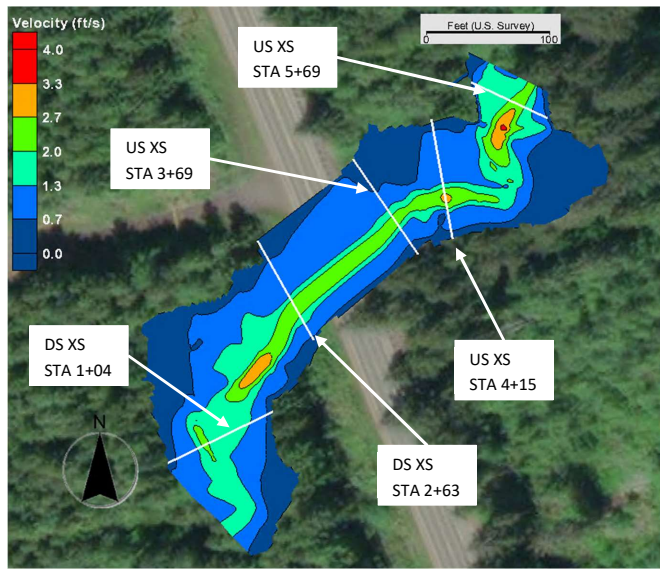 Velocity (ft/s)
4.0
3.3
2.7
2.0
1.3
0.7
0.0
Feet (U.S. Survey)
0 100
US XS
STA 5+69
US XS
STA 3+69
DS XS
STA 1+04
US XS
STA 4+15
DS XS
STA 2+63
N